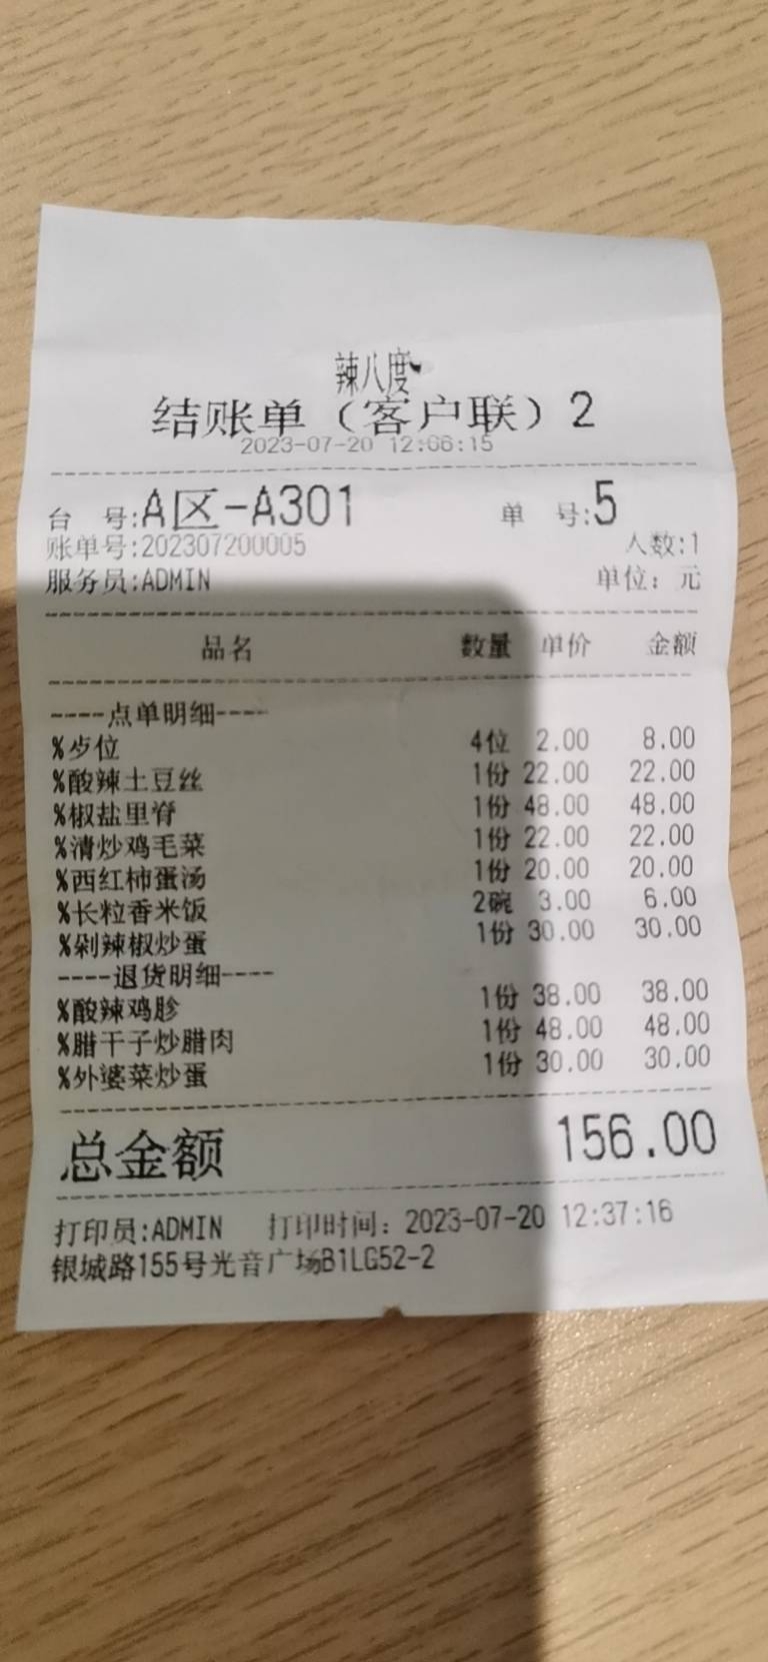 辣八度
结账单（客户联）2
2023-07-20 12:06:15
台 号:A区-A301 单 号:5
账单号:202307200005 人数:1
服务员:ADMIN 单位：元
品名 数量 单价 金额
----点单明细----
%歺位 4位 2.00 8.00
%酸辣土豆丝 1份 22.00 22.00
%椒盐里脊 1份 48.00 48.00
%清炒鸡毛菜 1份 22.00 22.00
%西红柿蛋汤 1份 20.00 20.00
%长粒香米饭 2碗 3.00 6.00
%剁辣椒炒蛋 1份 30.00 30.00
----退货明细----
%酸辣鸡胗 1份 38.00 38.00
%腊干子炒腊肉 1份 48.00 48.00
%外婆菜炒蛋 1份 30.00 30.00
总金额 156.00
打印员:ADMIN 打印时间：2023-07-20 12:37:16
银城路155号光音广场B1LG52-2